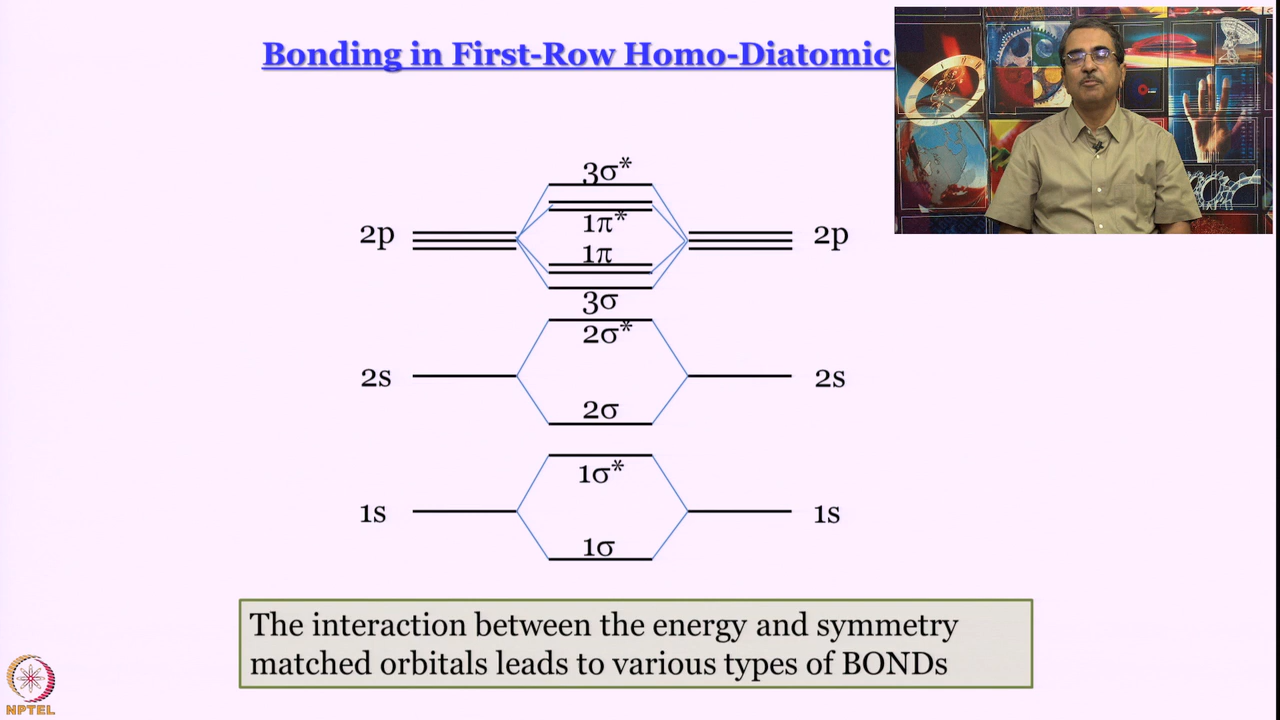 Bonding in First-Row Homo-Diatomic
3σ*
2p
1π*
2p
1π
3σ
2σ*
2s
2s
2σ
1σ*
1s
1s
1σ
The interaction between the energy and symmetry
matched orbitals leads to various types of BONDs
NPTEL